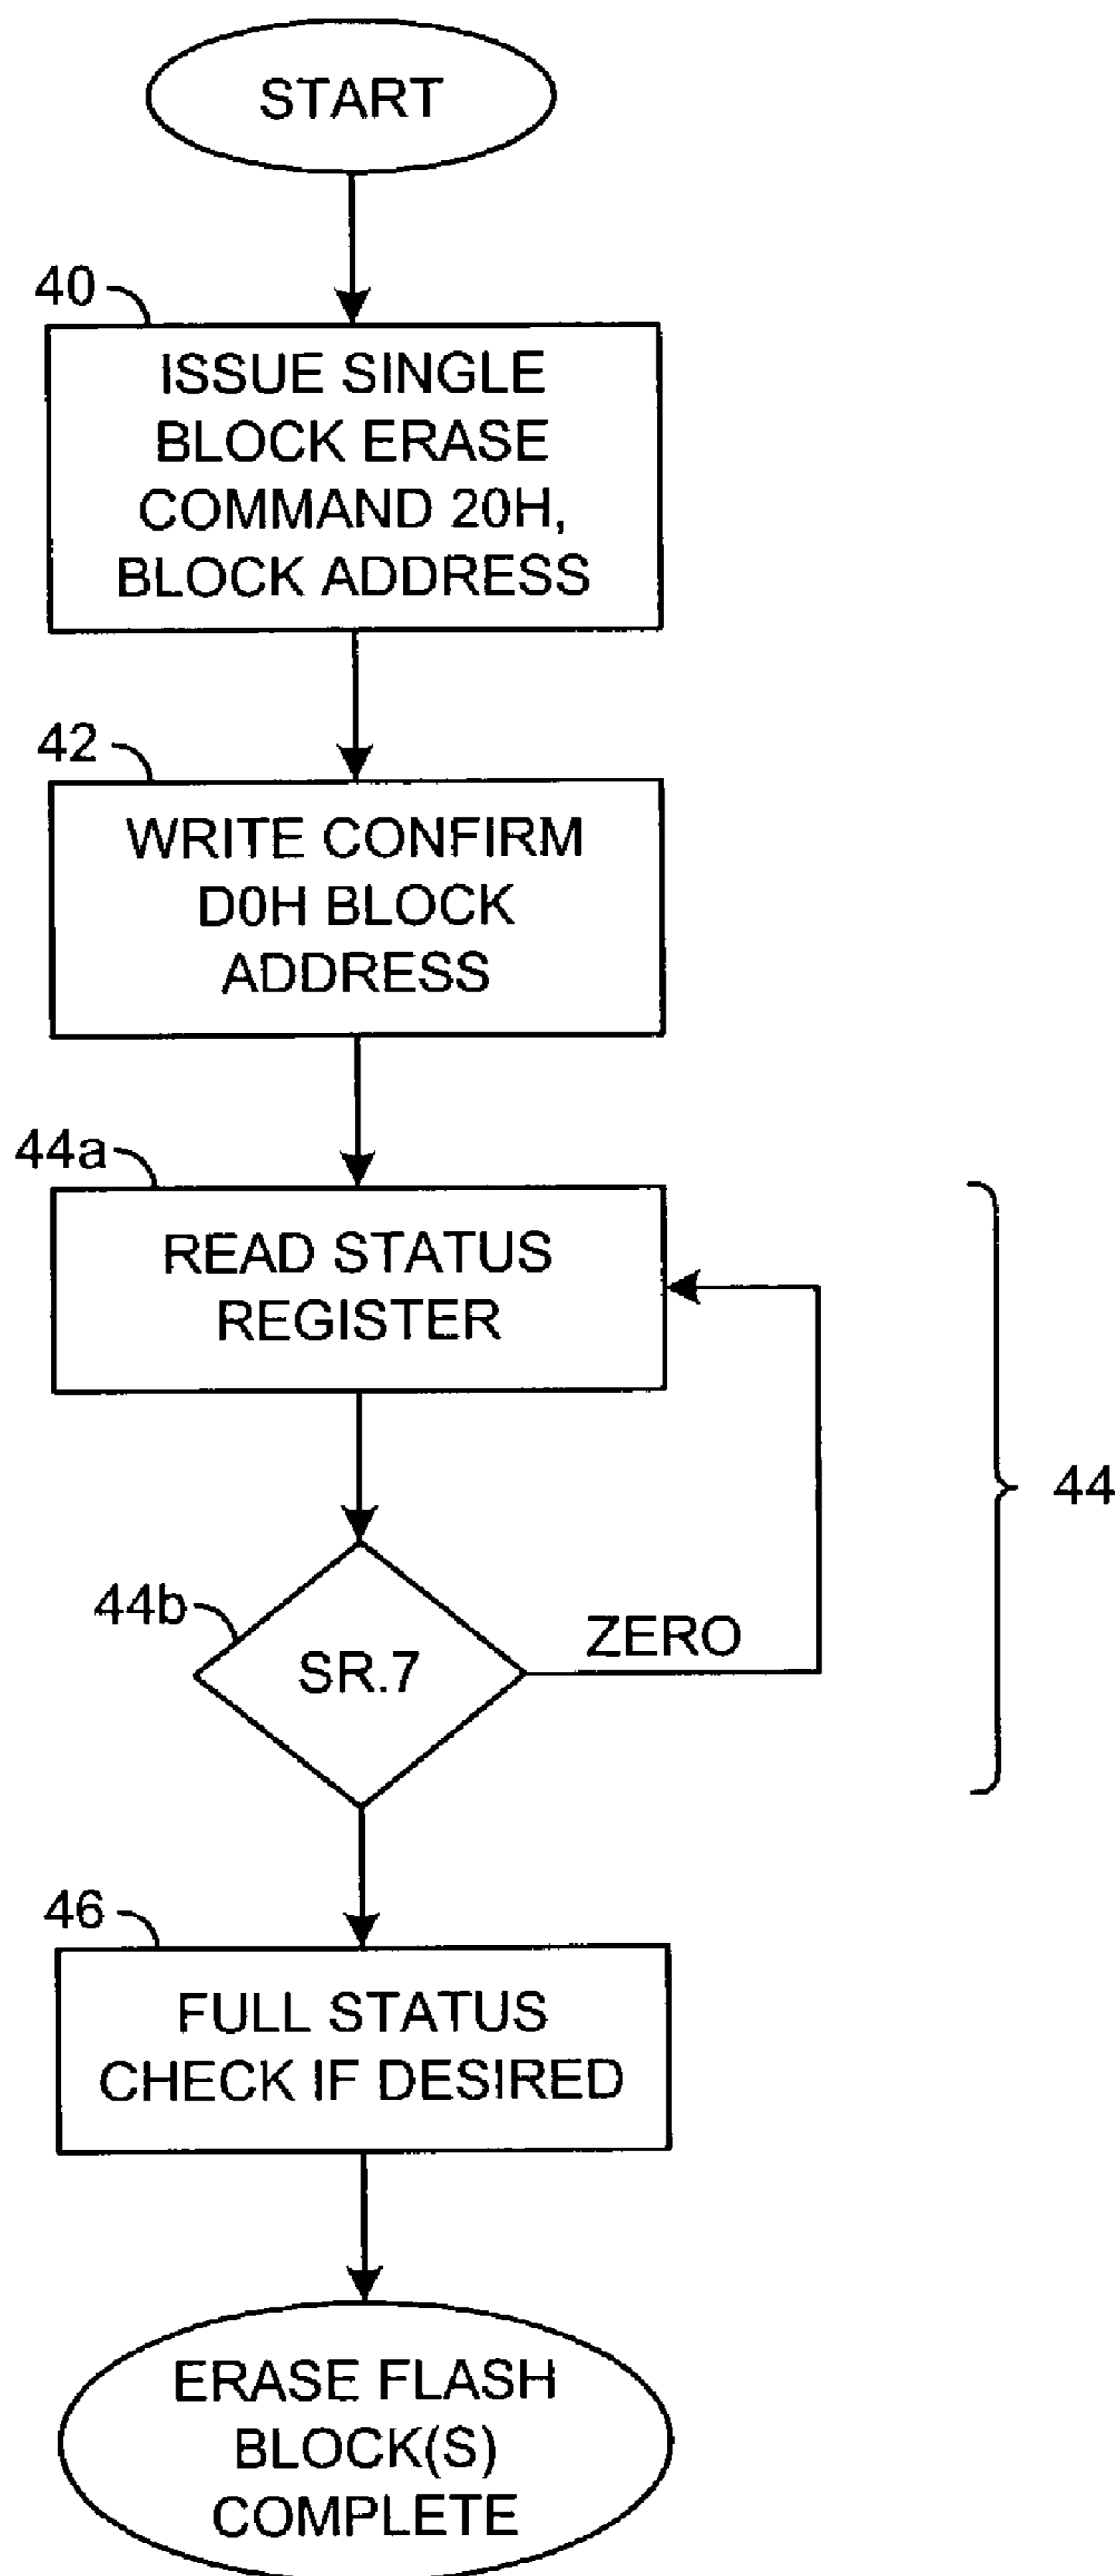 START
40
ISSUE SINGLE
BLOCK ERASE
COMMAND 20H,
BLOCK ADDRESS
42
WRITE CONFIRM
D0H BLOCK
ADDRESS
44a
READ STATUS
REGISTER
44
44b
SR.7
ZERO
46
FULL STATUS
CHECK IF DESIRED
ERASE FLASH
BLOCK(S)
COMPLETE